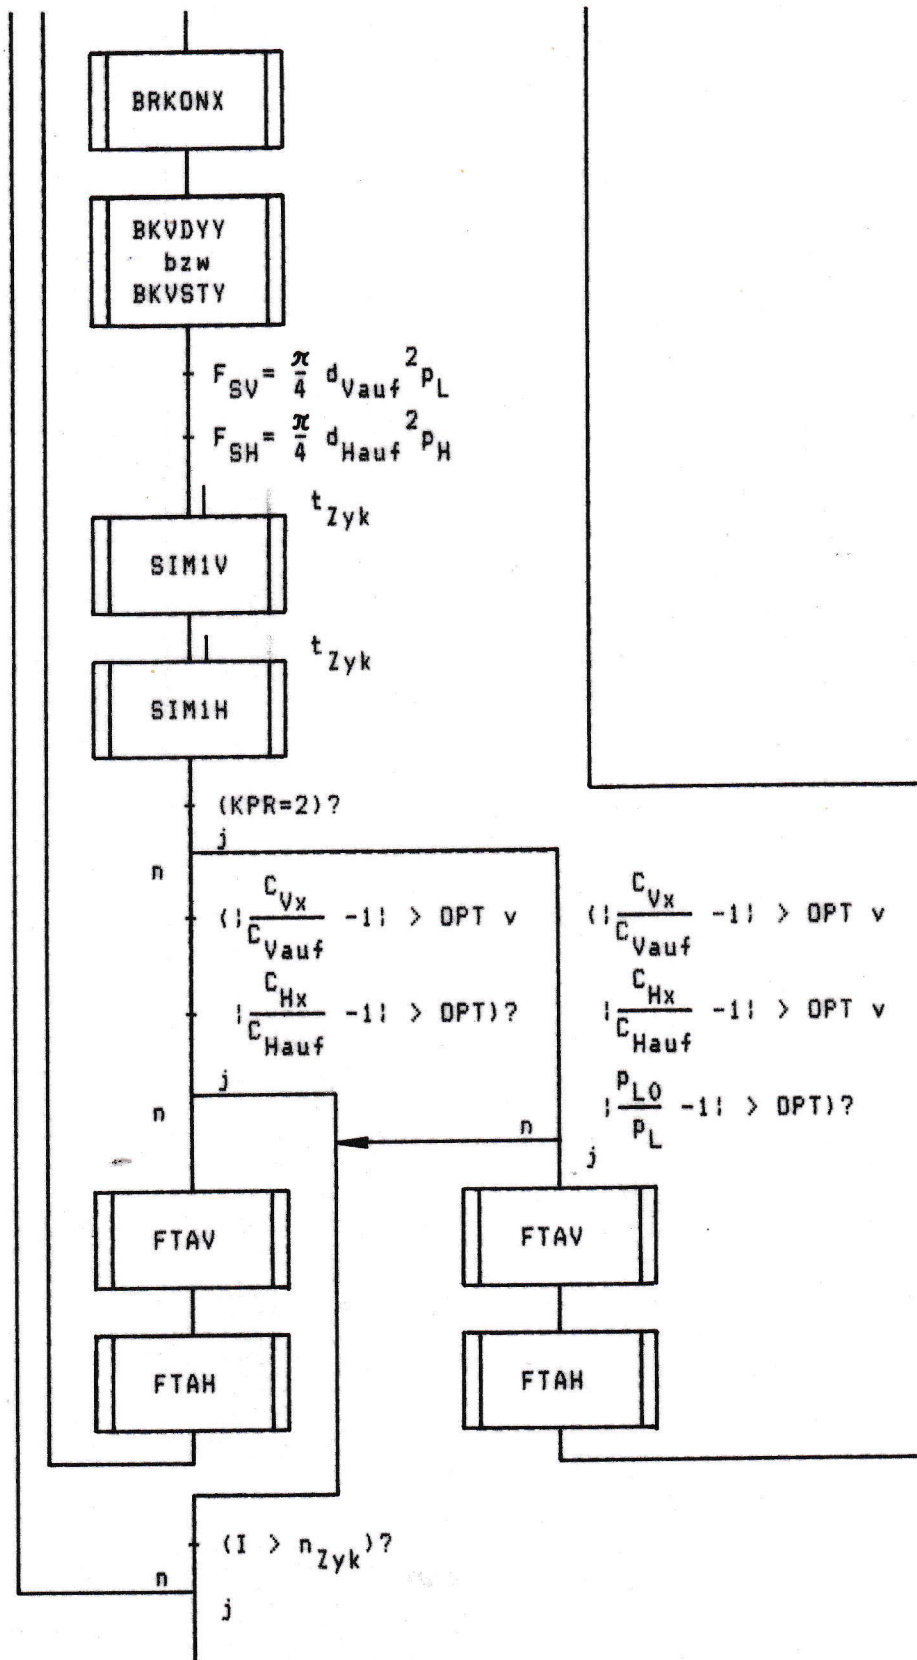 BRKONX
BKVDYY
bzw
BKVSTY
F_SV = π/4 d_Vauf² p_L
F_SH = π/4 d_Hauf² p_H
t_Zyk
SIM1V
t_Zyk
SIM1H
(KPR=2)?
j
n
(|C_Vx/C_Vauf -1| > OPT v
|C_Hx/C_Hauf -1| > OPT)?
j
n
(|C_Vx/C_Vauf -1| > OPT v
|C_Hx/C_Hauf -1| > OPT v
|P_L0/P_L -1| > OPT)?
n
j
FTAV
FTAH
FTAV
FTAH
(I > n_Zyk)?
n
j